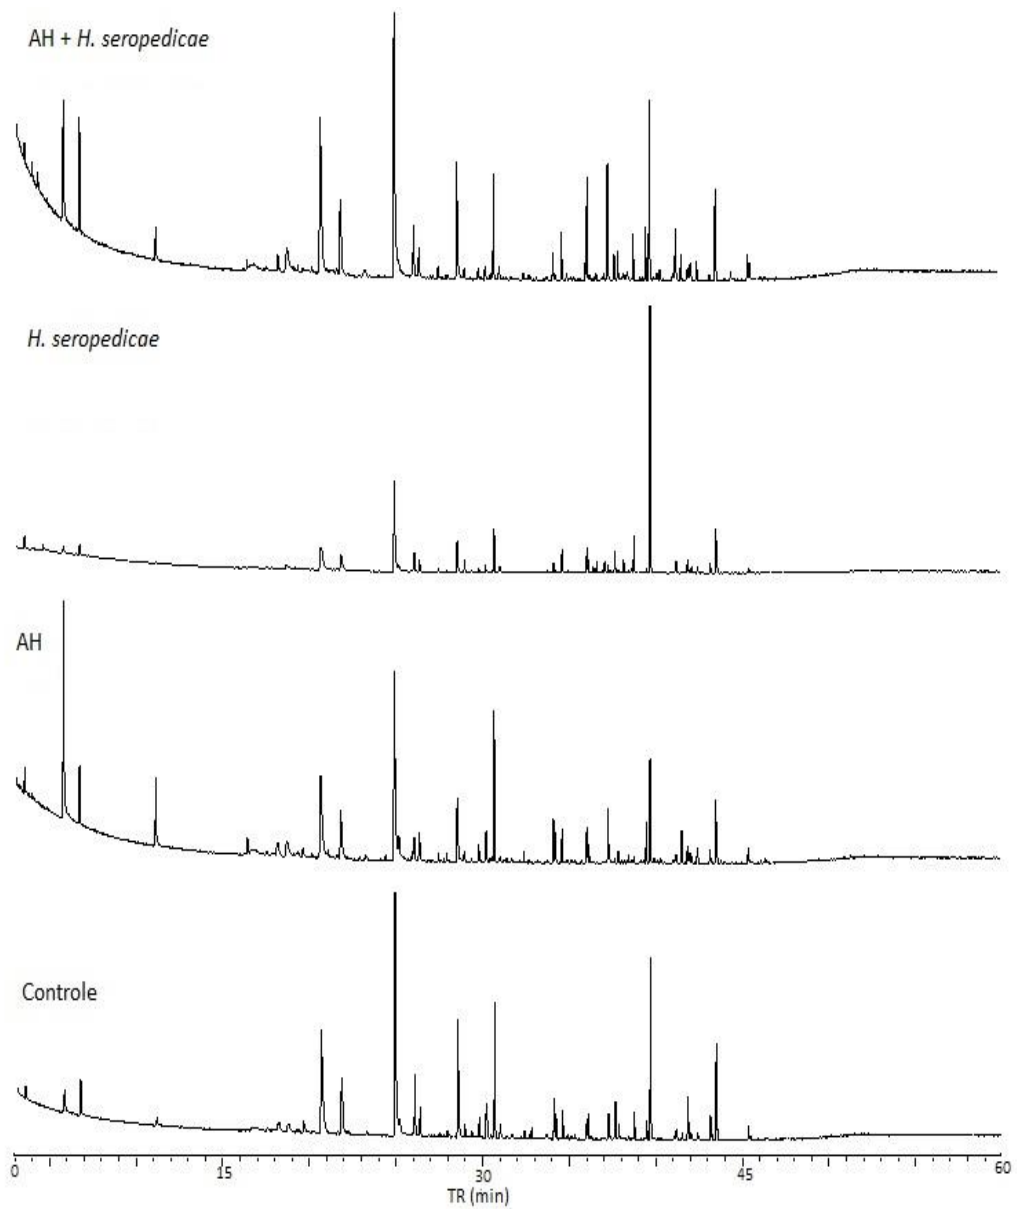 AH + H. seropedicae
H. seropedicae
AH
Controle
0 15 30 45 60
TR (min)